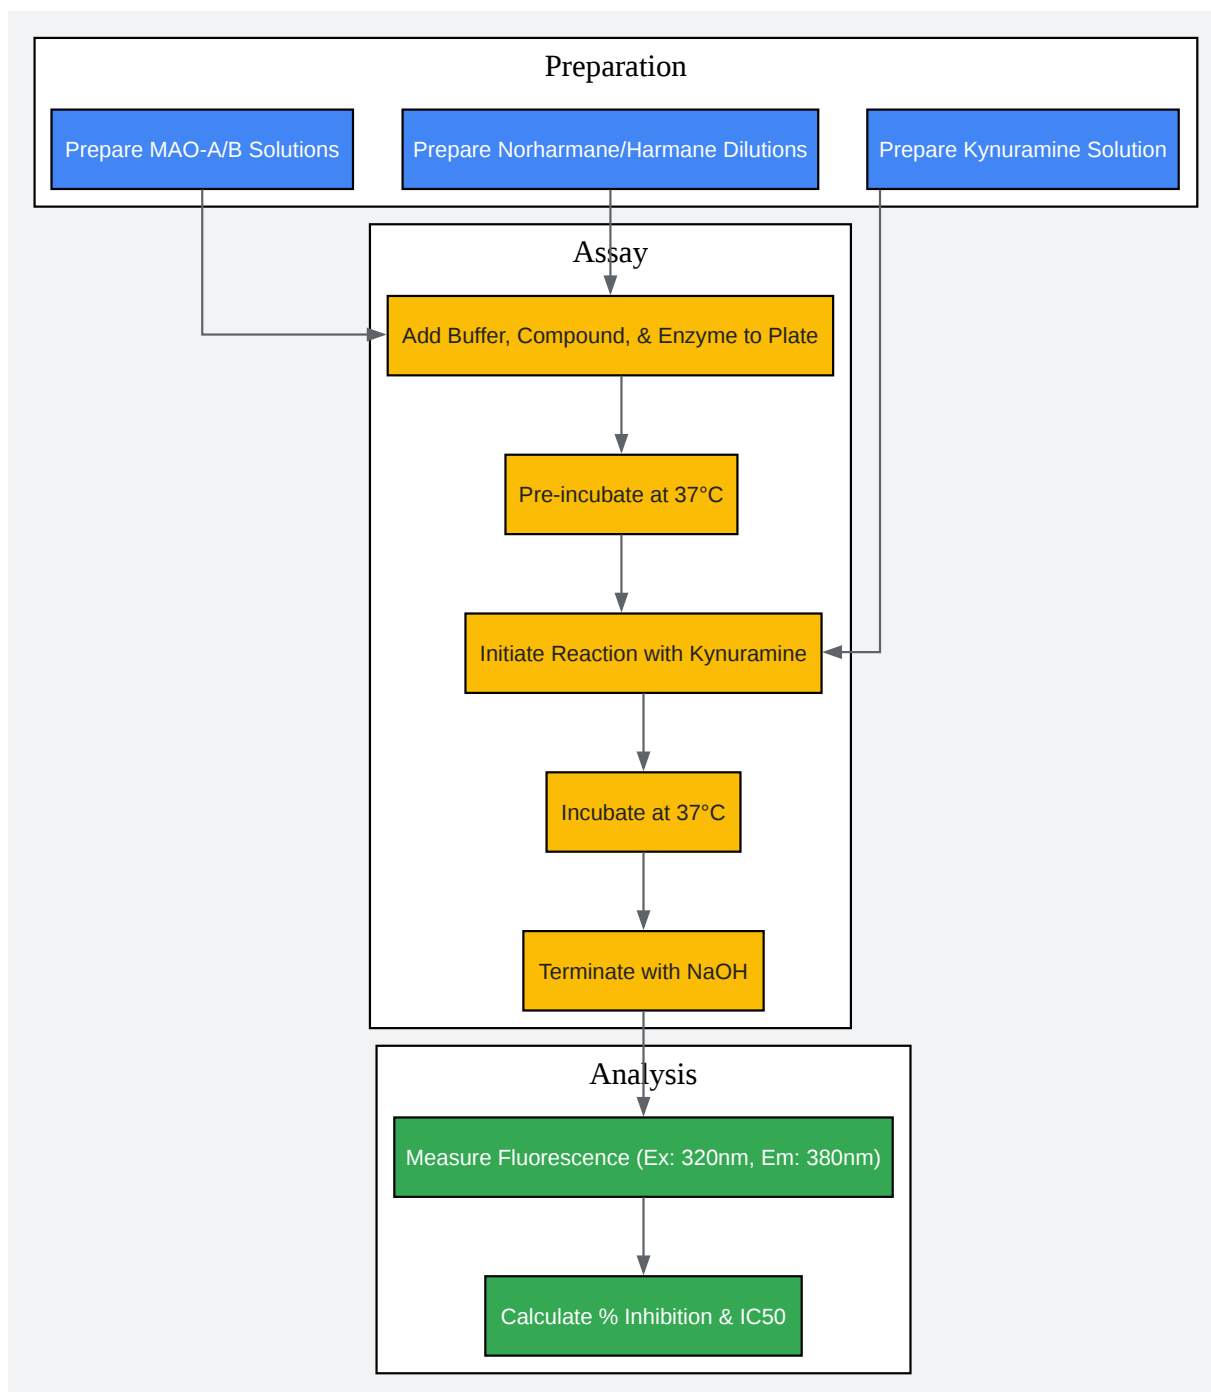 Preparation
Prepare MAO-A/B Solutions
Prepare Norharmane/Harmane Dilutions
Prepare Kynuramine Solution
Assay
Add Buffer, Compound, & Enzyme to Plate
Pre-incubate at 37°C
Initiate Reaction with Kynuramine
Incubate at 37°C
Terminate with NaOH
Analysis
Measure Fluorescence (Ex: 320nm, Em: 380nm)
Calculate % Inhibition & IC50